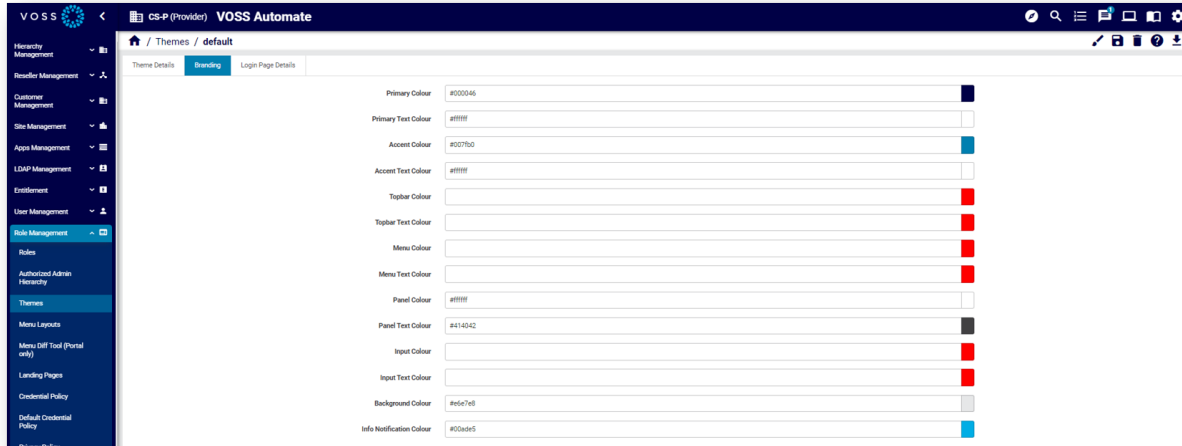 VOSS
CS-P (Provider) VOSS Automate
1
/ Themes / default
Hierarchy
Management
Reseller Management
Customer
Management
Site Management
Apps Management
LDAP Management
Entitlement
User Management
Role Management
Roles
Authorized Admin
Hierarchy
Themes
Menu Layouts
Menu Diff Tool (Portal
only)
Landing Pages
Credential Policy
Default Credential
Policy
Theme Details
Branding
Login Page Details
Primary Colour #000046
Primary Text Colour #ffffff
Accent Colour #007fb0
Accent Text Colour #ffffff
Topbar Colour
Topbar Text Colour
Menu Colour
Menu Text Colour
Panel Colour #ffffff
Panel Text Colour #414042
Input Colour
Input Text Colour
Background Colour #e6e7e8
Info Notification Colour #00ade5